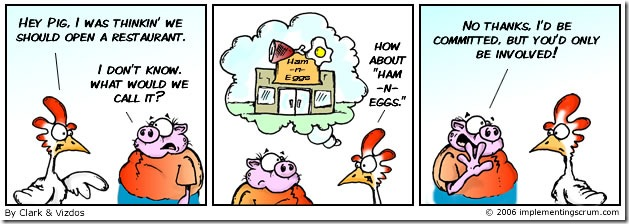 HEY PIG, I WAS THINKIN' WE
SHOULD OPEN A RESTAURANT.
I DON'T KNOW.
WHAT WOULD WE
CALL IT?
Ham
-n-
Eggs
HOW
ABOUT
"HAM
-N-
EGGS."
NO THANKS, I'D BE
COMMITTED, BUT YOU'D ONLY
BE INVOLVED!
By Clark & Vizdos
© 2006 implementingscrum.com